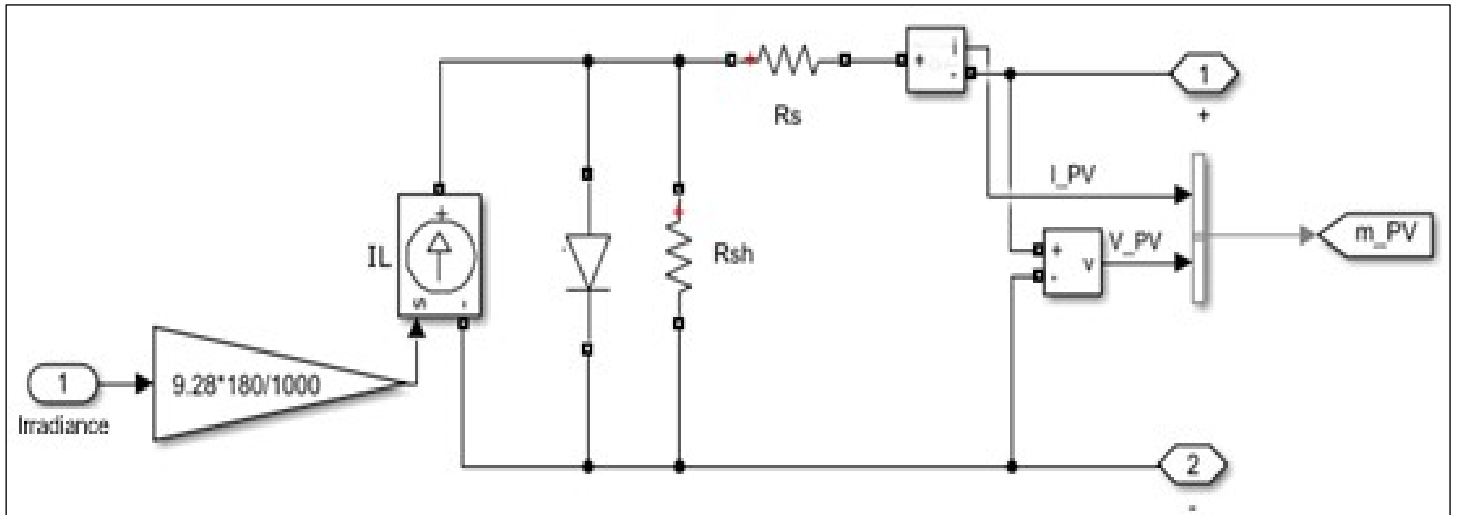 i
+
-
1
Rs
+
I_PV
+
IL
Rsh
+
V_PV
m_PV
v
-
s
-
1
9.28*180/1000
Irradiance
2
-